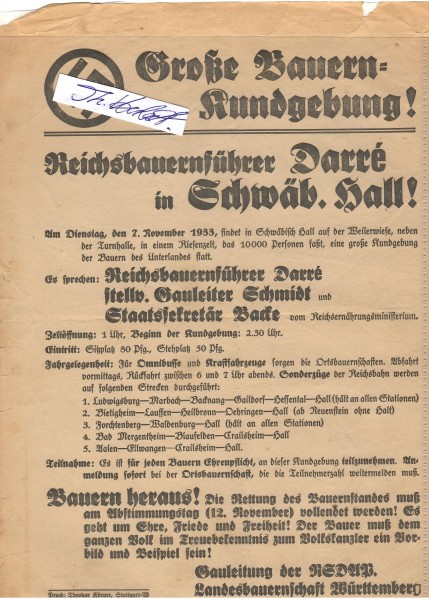 Große Bauern=
Kundgebung!
Reichsbauernführer Darré
in Schwäb. Hall!
Am Dienstag, den 7. November 1933, findet in Schwäbisch Hall auf der Weilerwiese, neben
der Turnhalle, in einem Riesenzelt, das 10000 Personen faßt, eine große Kundgebung
der Bauern des Unterlandes statt.
Es sprechen: Reichsbauernführer Darré
stellv. Gauleiter Schmidt und
Staatssekretär Backe vom Reichsernährungsministerium.
Zeltöffnung: 1 Uhr, Beginn der Kundgebung: 2.30 Uhr.
Eintritt: Sitzplatz 80 Pfg., Stehplatz 50 Pfg.
Fahrgelegenheit: Für Omnibusse und Kraftfahrzeuge sorgen die Ortsbauernschaften. Abfahrt
vormittags, Rückfahrt zwischen 6 und 7 Uhr abends. Sonderzüge der Reichsbahn werden
auf folgenden Strecken durchgeführt:
1. Ludwigsburg—Marbach—Backnang—Gaildorf—Hessental—Hall (hält an allen Stationen)
2. Bietigheim—Lauffen—Heilbronn—Oehringen—Hall (ab Neuenstein ohne Halt)
3. Forchtenberg—Waldenburg—Hall (hält an allen Stationen)
4. Bad Mergentheim—Blaufelden—Crailsheim—Hall
5. Aalen—Ellwangen—Crailsheim—Hall.
Teilnahme: Es ist für jeden Bauern Ehrenpflicht, an dieser Kundgebung teilzunehmen. An=
meldung sofort bei der Ortsbauernschaft, die die Teilnehmerzahl weitermelden muß.
Bauern heraus! Die Rettung des Bauernstandes muß
am Abstimmungstag (12. November) vollendet werden! Es
geht um Ehre, Friede und Freiheit! Der Bauer muß dem
ganzen Volk im Treuebekenntnis zum Volkskanzler ein Vor=
bild und Beispiel sein!
Gauleitung der NSDAP.
Landesbauernschaft Württemberg
Druck: Theodor Körner, Stuttgart-W